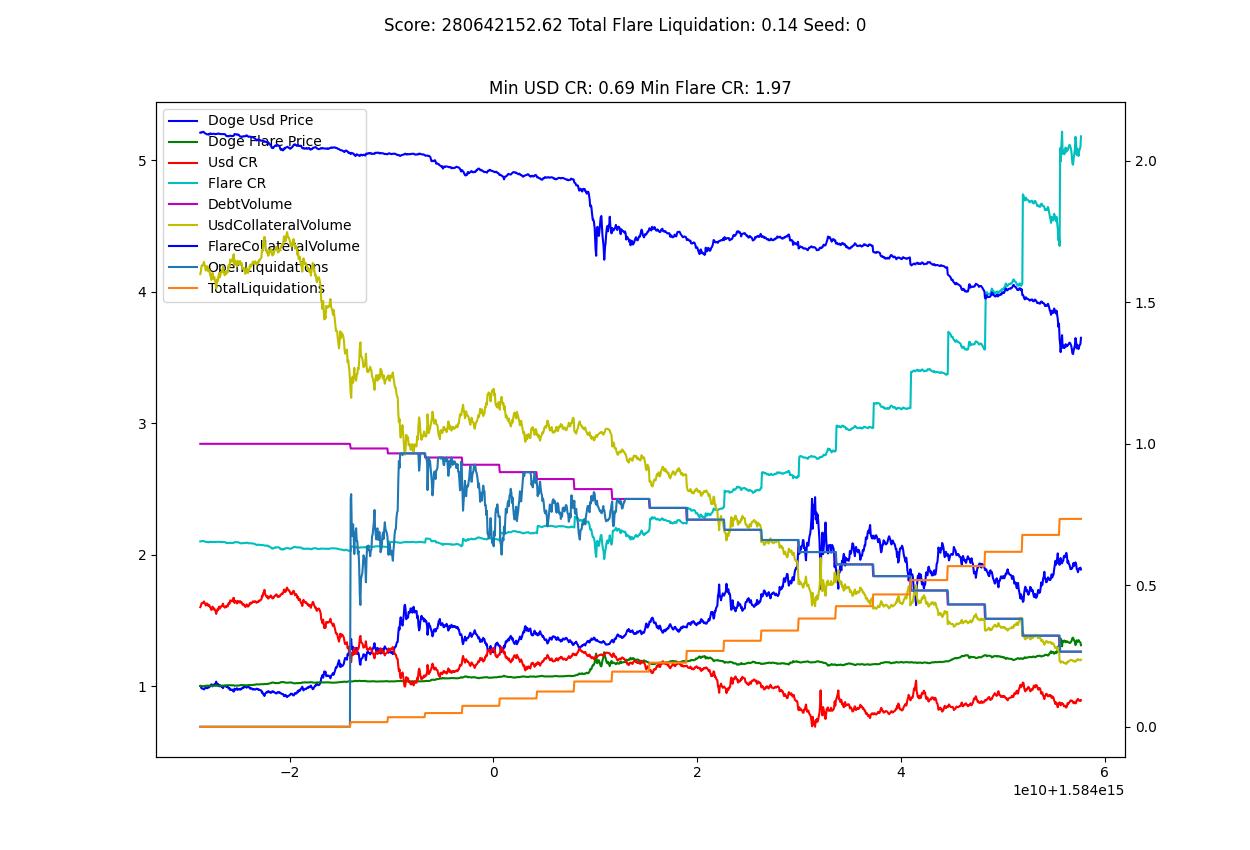 Score: 280642152.62 Total Flare Liquidation: 0.14 Seed: 0
Min USD CR: 0.69 Min Flare CR: 1.97
Doge Usd Price
Doge Flare Price
Usd CR
Flare CR
DebtVolume
UsdCollateralVolume
FlareCollateralVolume
OpenLiquidations
TotalLiquidations
5
4
3
2
1
2.0
1.5
1.0
0.5
0.0
−2 0 2 4 6
1e10+1.584e15